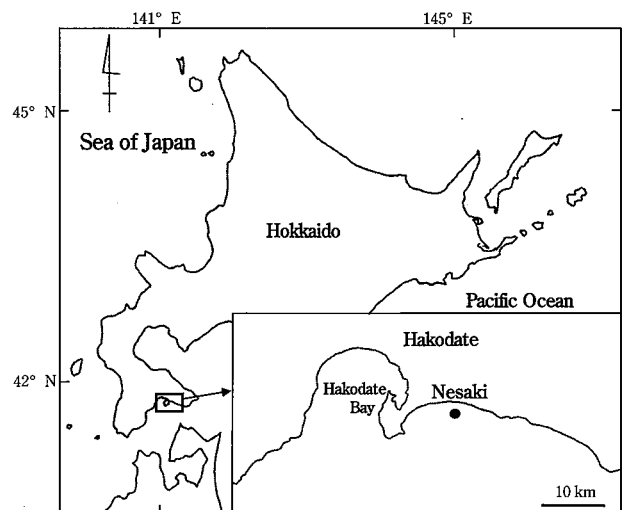 141° E
145° E
45° N
Sea of Japan
Hokkaido
Pacific Ocean
42° N
Hakodate
Hakodate
Bay
Nesaki
10 km